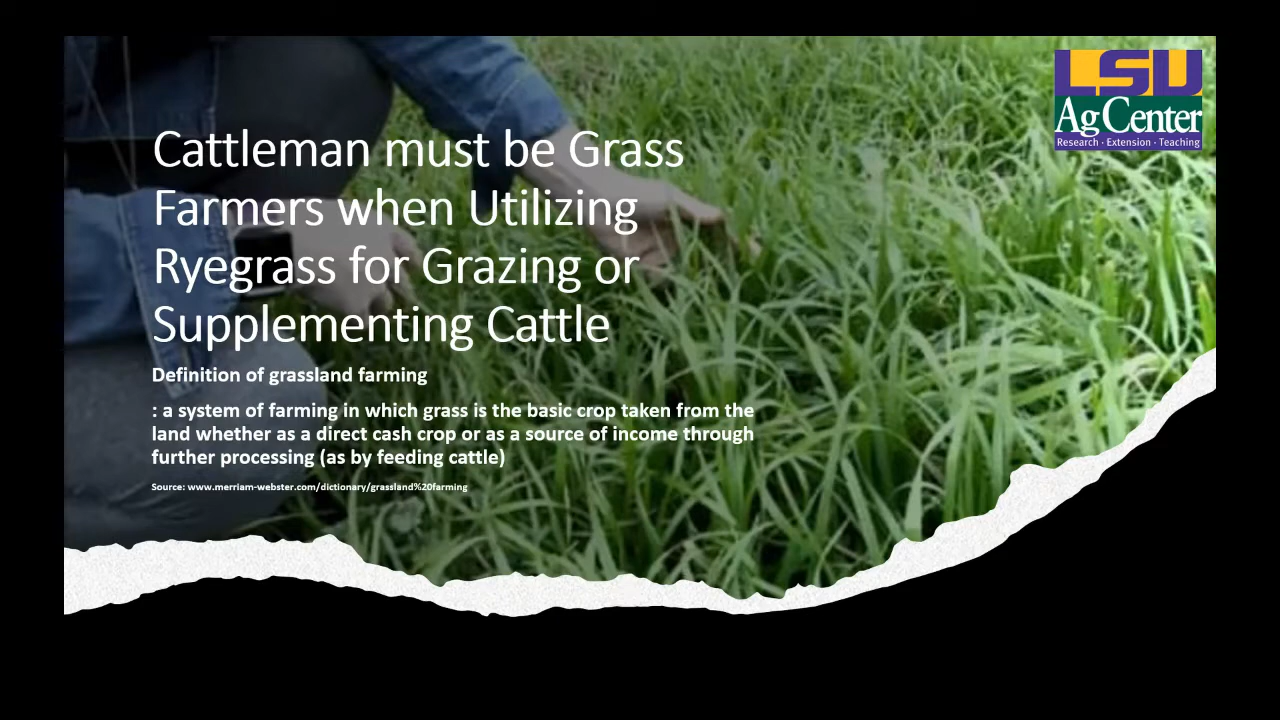 LSU
AgCenter
Research · Extension · Teaching
Cattleman must be Grass
Farmers when Utilizing
Ryegrass for Grazing or
Supplementing Cattle
Definition of grassland farming
: a system of farming in which grass is the basic crop taken from the
land whether as a direct cash crop or as a source of income through
further processing (as by feeding cattle)
Source: www.merriam-webster.com/dictionary/grassland%20farming